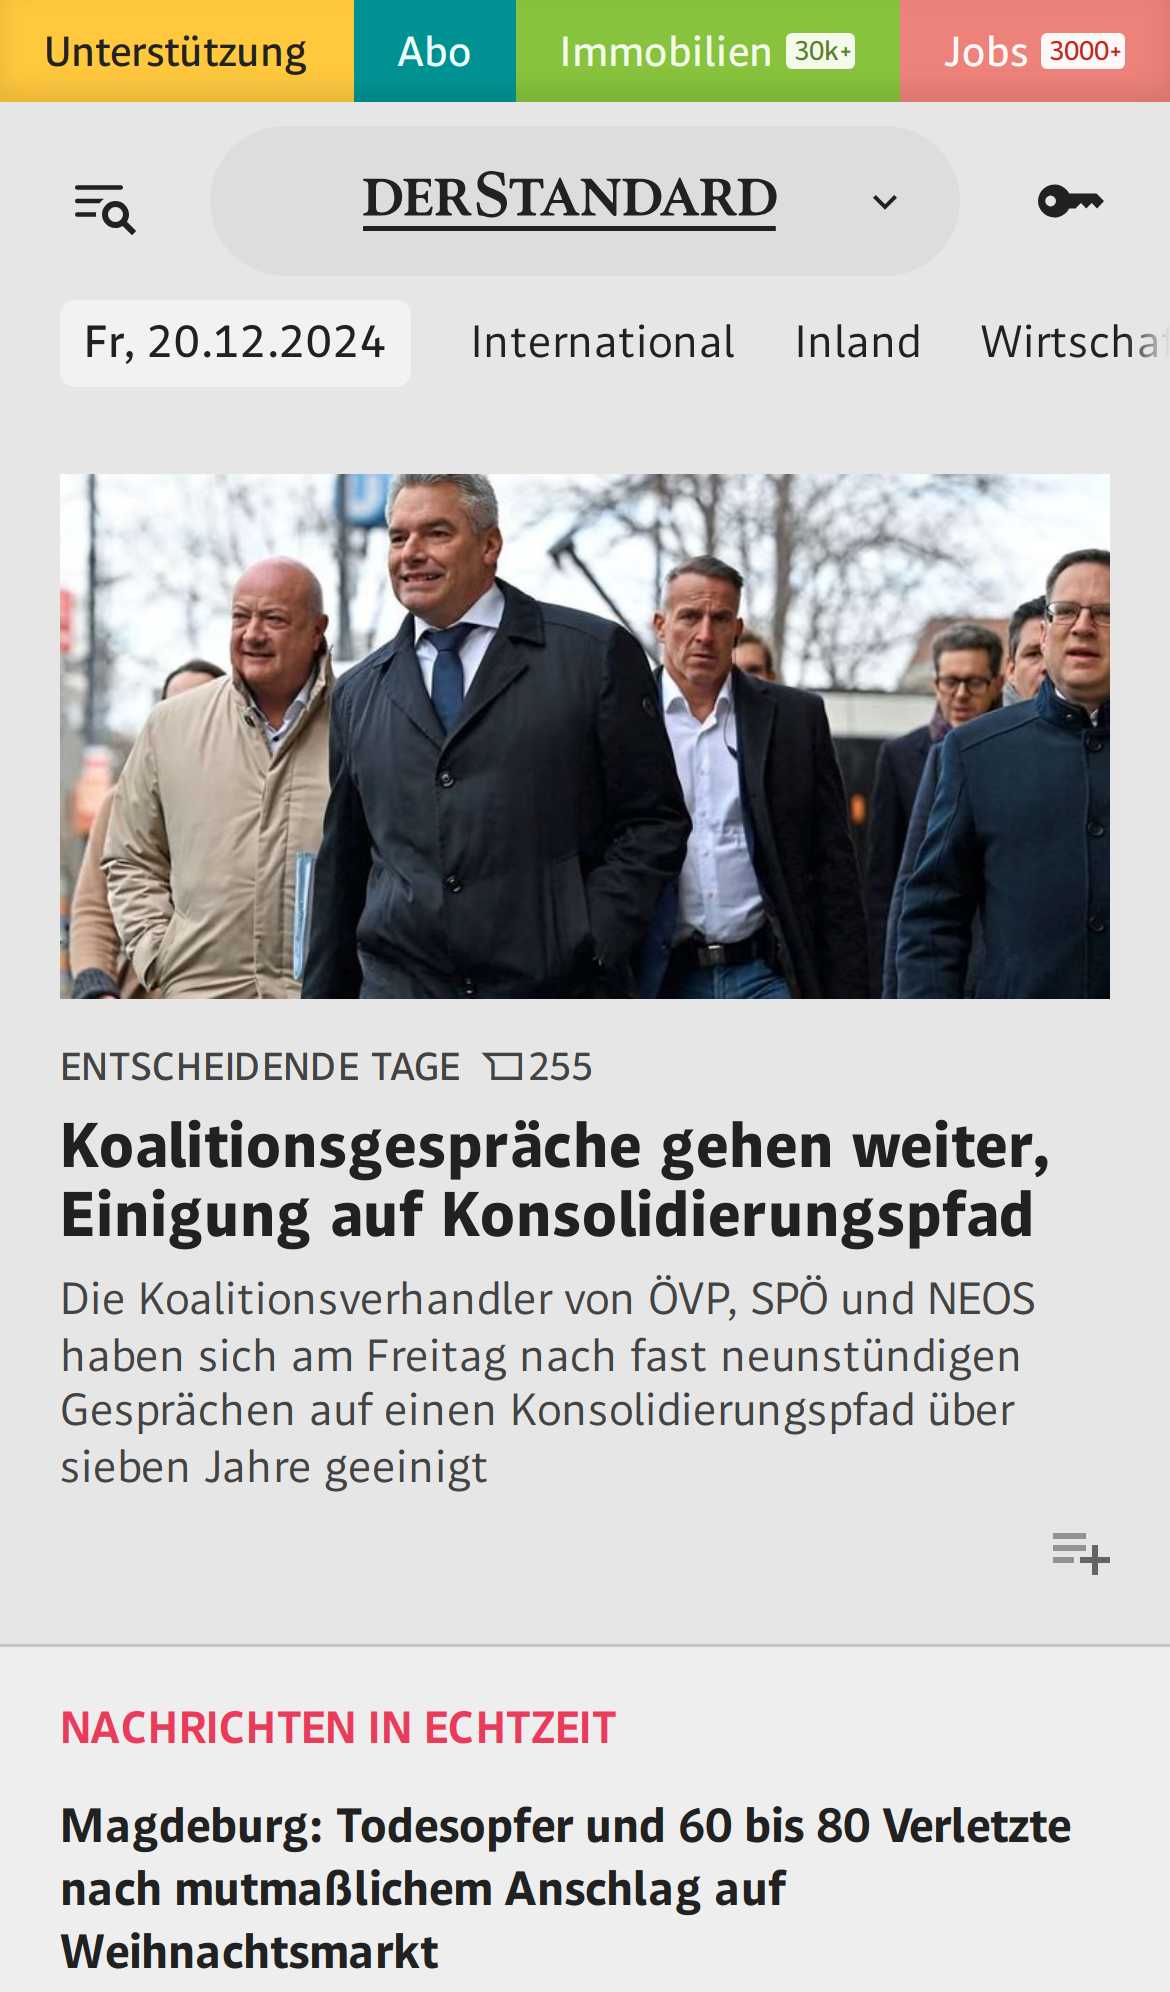 Unterstützung Abo Immobilien 30k+ Jobs 3000+
DERSTANDARD
Fr, 20.12.2024 International Inland Wirtscha
ENTSCHEIDENDE TAGE 255
Koalitionsgespräche gehen weiter,
Einigung auf Konsolidierungspfad
Die Koalitionsverhandler von ÖVP, SPÖ und NEOS
haben sich am Freitag nach fast neunstündigen
Gesprächen auf einen Konsolidierungspfad über
sieben Jahre geeinigt
NACHRICHTEN IN ECHTZEIT
Magdeburg: Todesopfer und 60 bis 80 Verletzte
nach mutmaßlichem Anschlag auf
Weihnachtsmarkt